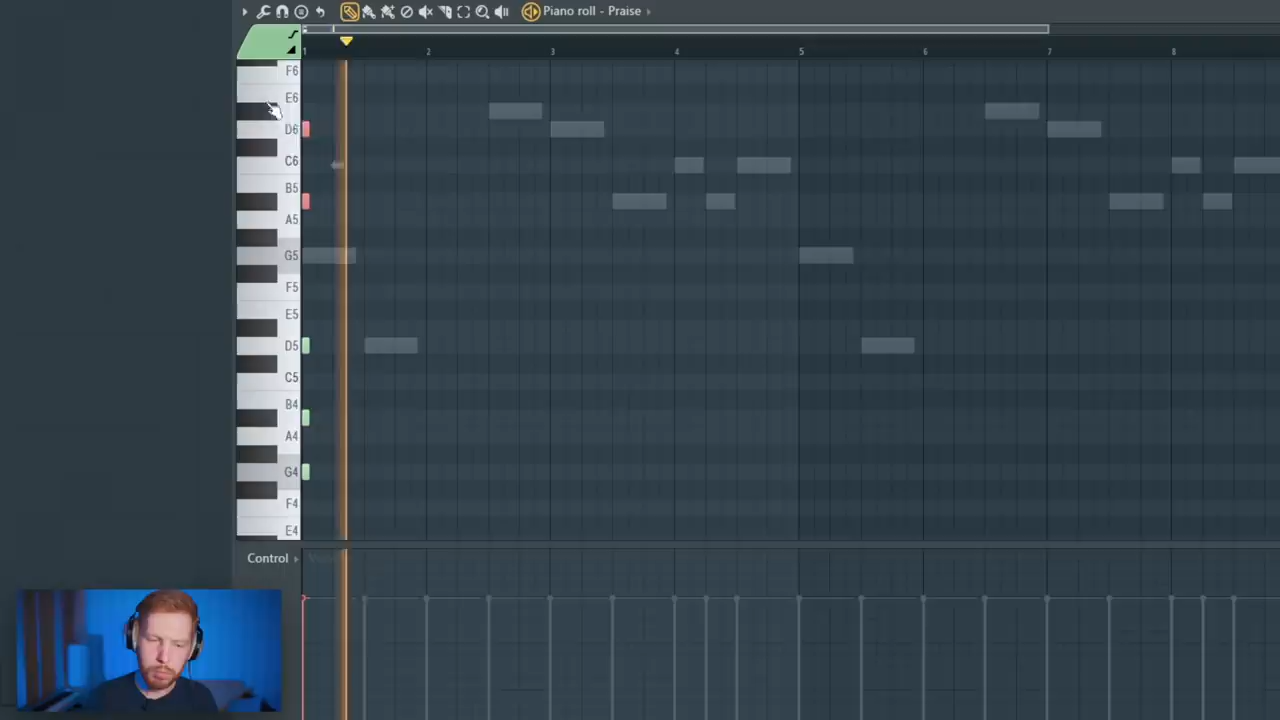 Piano roll - Praise
1 2 3 4 5 6 7 8
F6
E6
D6
C6
B5
A5
G5
F5
E5
D5
C5
B4
A4
G4
F4
E4
Control